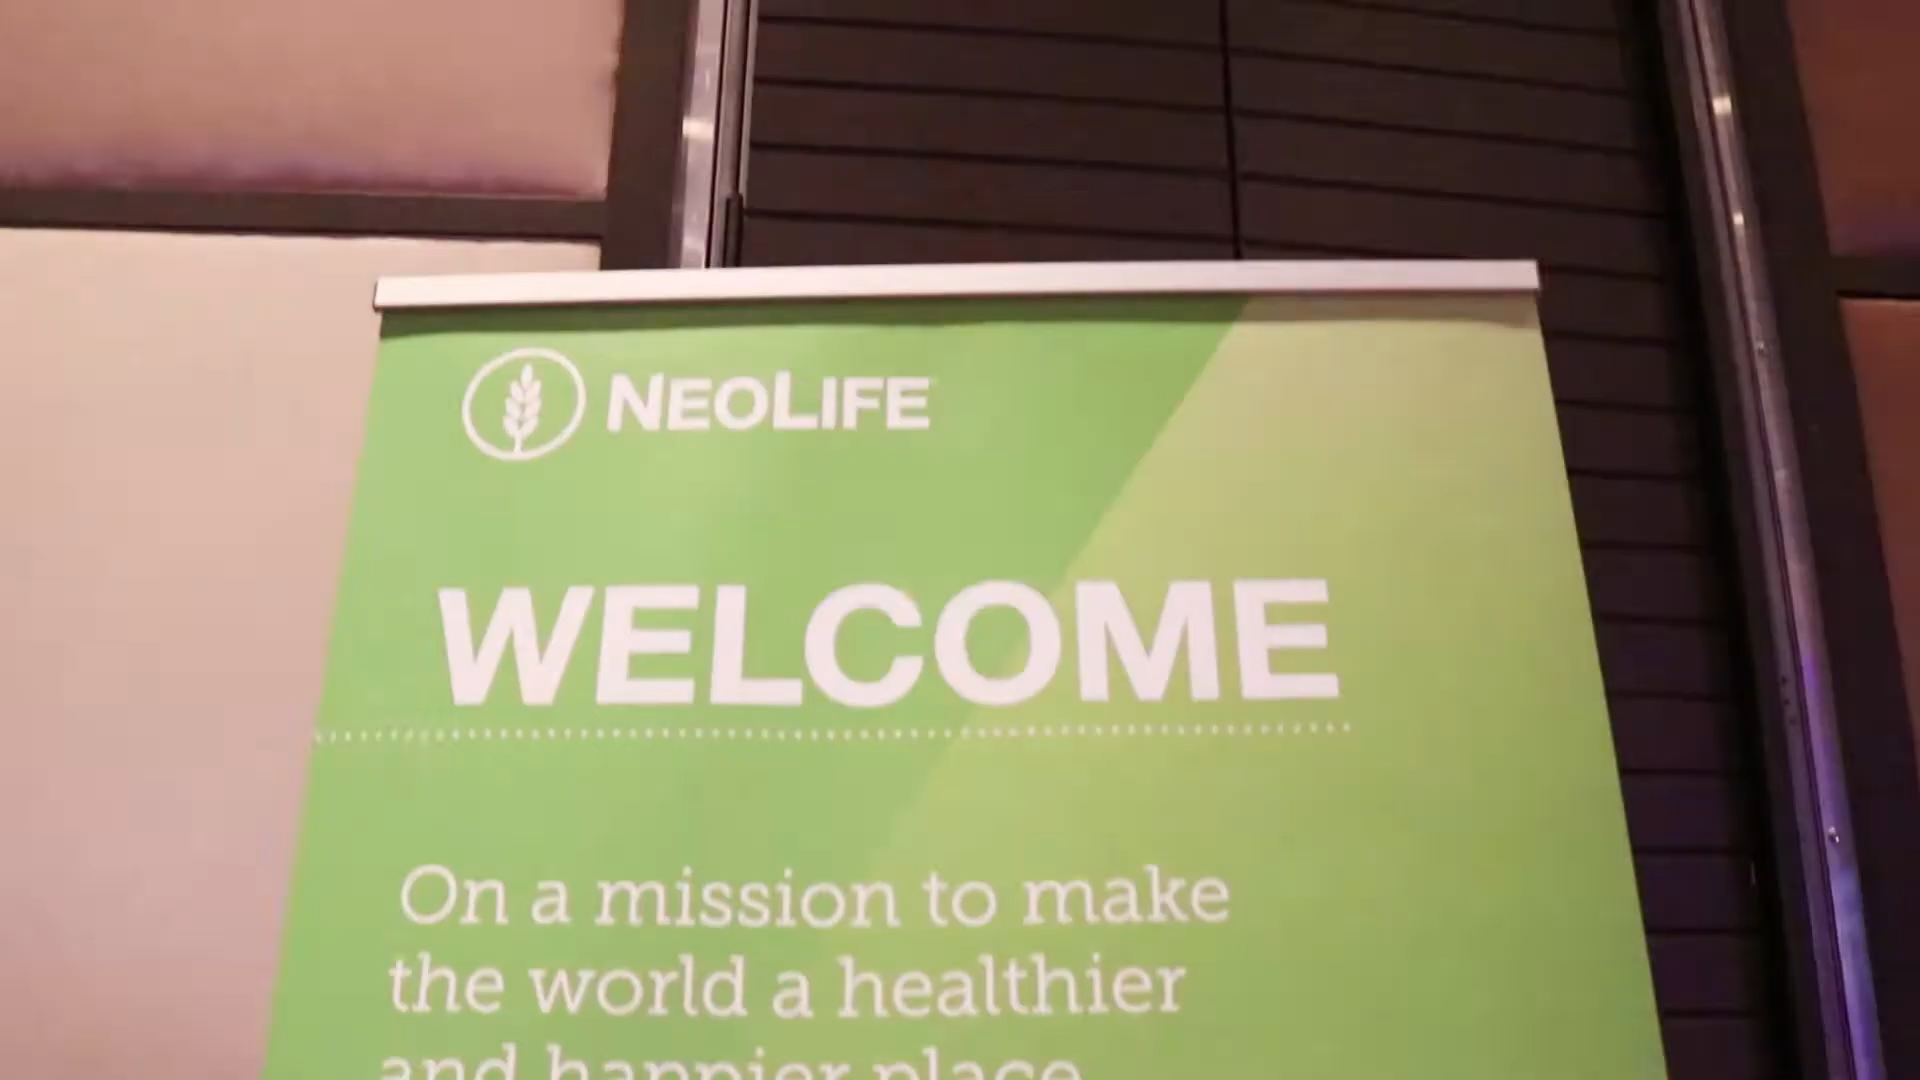 NEOLIFE
WELCOME
On a mission to make
the world a healthier
and happier place